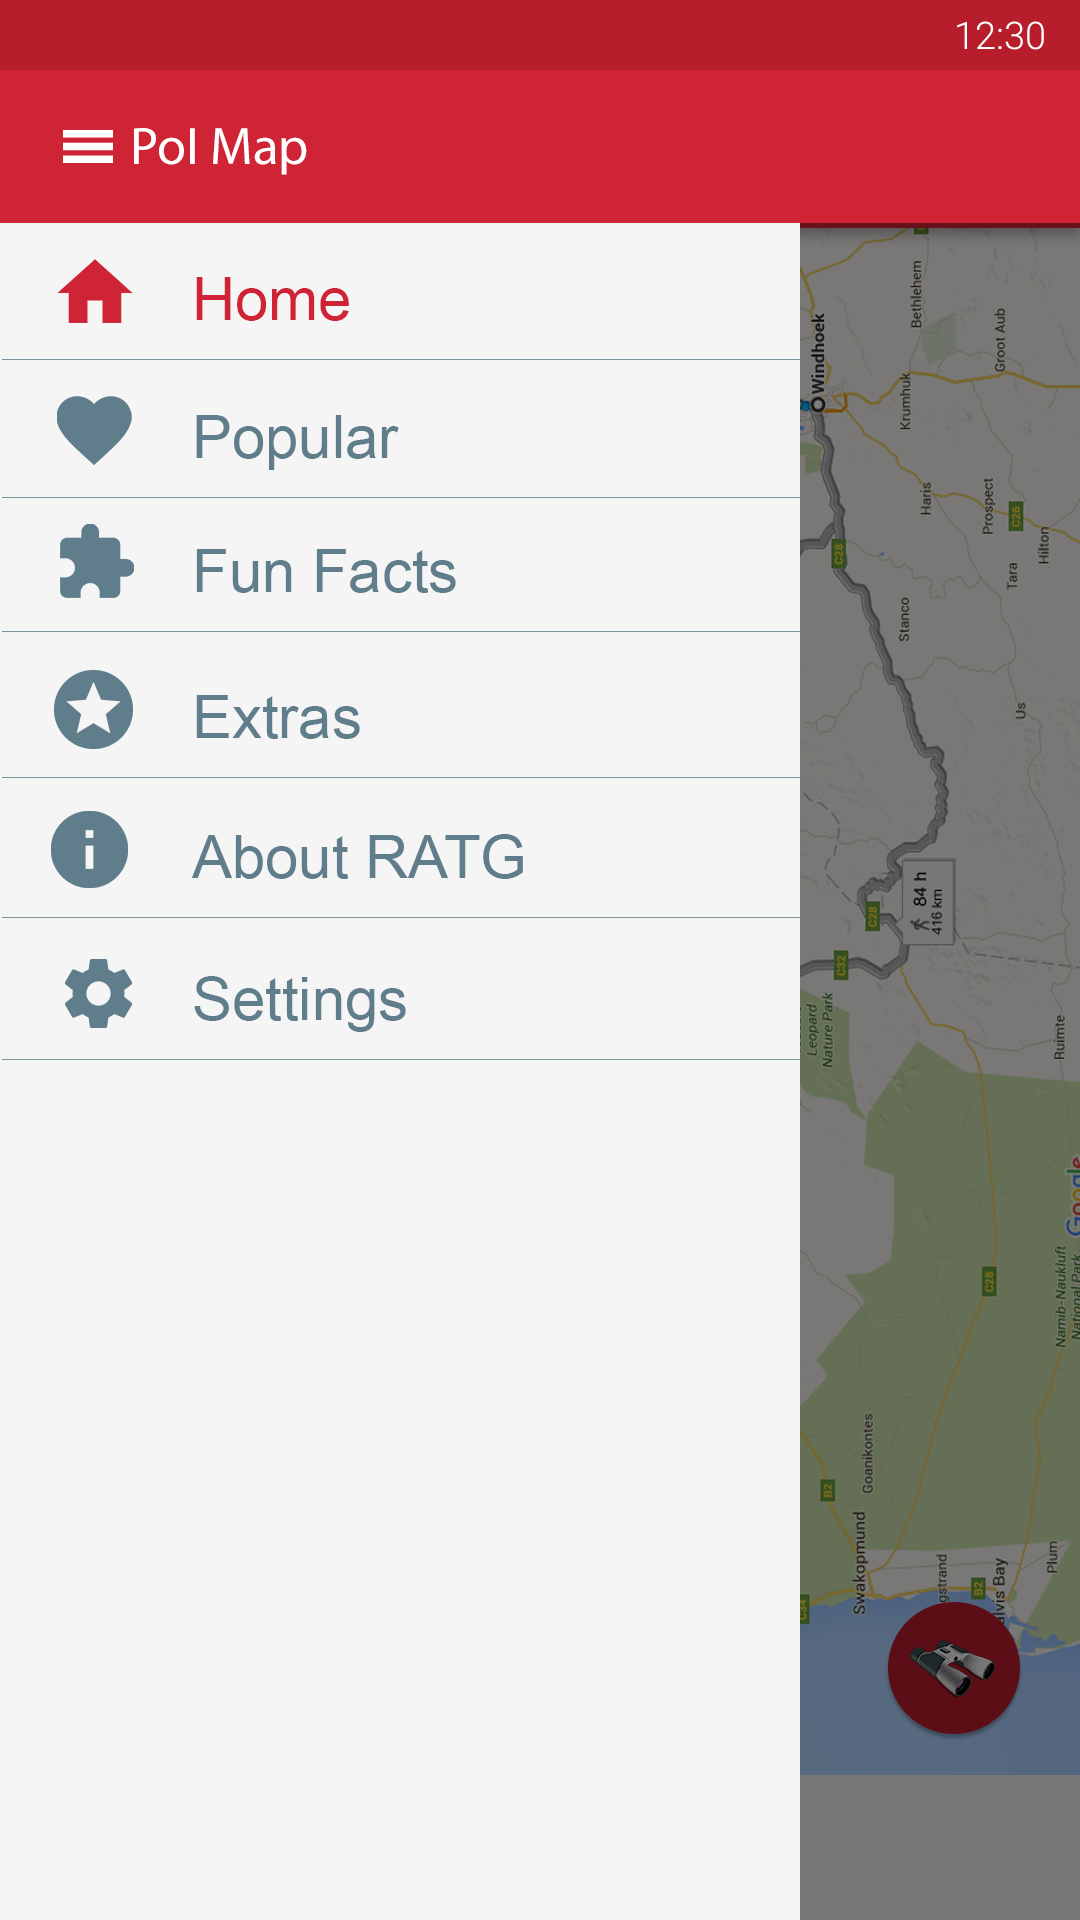 12:30
Pol Map
Home
Popular
Fun Facts
Extras
About RATG
Settings
Bethlehem
Groot Aub
Windhoek
Krumhuk
Haris
Prospect
C26
Hilton
C28
Tara
Stanco
Us
84 h
416 km
C28
C32
Leopard
Nature Park
Ruimte
Google
C28
Namib-Naukluft
National Park
Goanikontes
B2
Swakopmund
gstrand
B2
alvis Bay
Plum